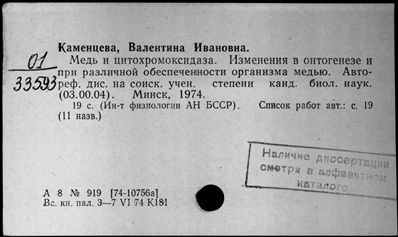 Каменцева, Валентина Ивановна.
01
33593
Медь и цитохромоксидаза. Изменения в онтогенезе и
при различной обеспеченности организма медью. Авто-
реф. дис. на соиск. учен. степени канд. биол. наук.
(03.00.04). Минск, 1974.
19 с. (Ин-т физиологии АН БССР). Список работ авт.: с. 19
(11 назв.)
Наличие диссертации
смотри в алфавитном
каталоге
А 8 № 919 [74-10756а]
Вс. кн. пал. 3—7 VI 74 К181